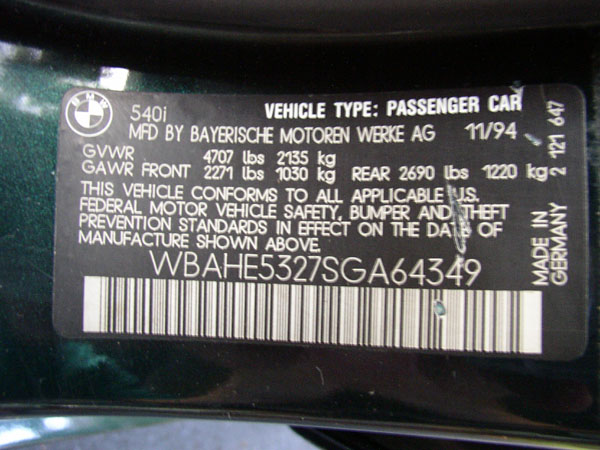 BMW
540i VEHICLE TYPE: PASSENGER CAR
MFD BY BAYERISCHE MOTOREN WERKE AG 11/94
GVWR 4707 lbs 2135 kg
GAWR FRONT 2271 lbs 1030 kg REAR 2690 lbs 1220 kg
THIS VEHICLE CONFORMS TO ALL APPLICABLE U.S.
FEDERAL MOTOR VEHICLE SAFETY, BUMPER AND THEFT
PREVENTION STANDARDS IN EFFECT ON THE DATE OF
MANUFACTURE SHOWN ABOVE.
WBAHE5327SGA64349
MADE IN
GERMANY 2 121 647